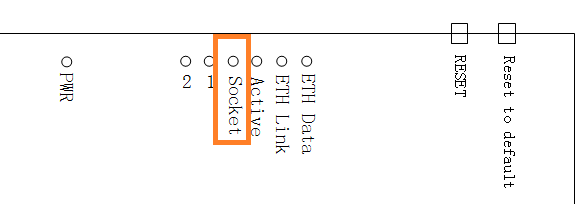 PWR
2
1
Socket
Active
ETH Link
ETH Data
RESET
Reset to default